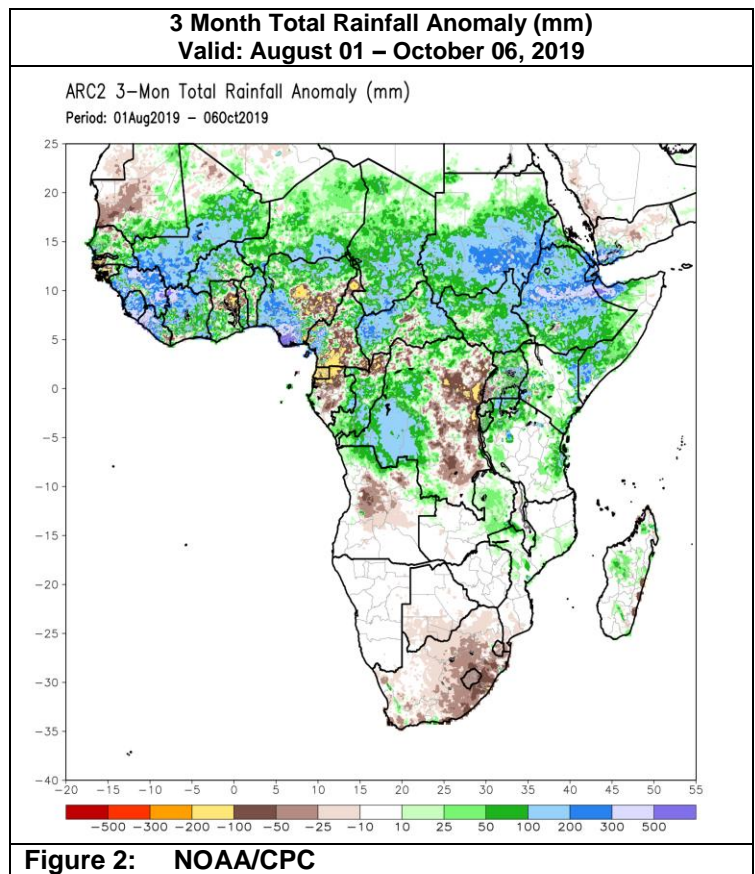 3 Month Total Rainfall Anomaly (mm)
Valid: August 01 – October 06, 2019
ARC2 3-Mon Total Rainfall Anomaly (mm)
Period: 01Aug2019 – 06Oct2019
25
20
15
10
5
0
-5
-10
-15
-20
-25
-30
-35
-40
-20 -15 -10 -5 0 5 10 15 20 25 30 35 40 45 50 55
-500 -300 -200 -100 -50 -25 -10 10 25 50 100 200 300 500
Figure 2: NOAA/CPC